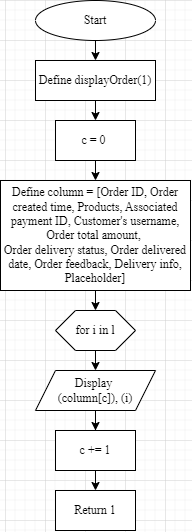 Start
Define displayOrder(1)
c = 0
Define column = [Order ID, Order
created time, Products, Associated
payment ID, Customer's username,
Order total amount,
Order delivery status, Order delivered
date, Order feedback, Delivery info,
Placeholder]
for i in l
Display
(column[c]), (i)
c += 1
Return 1